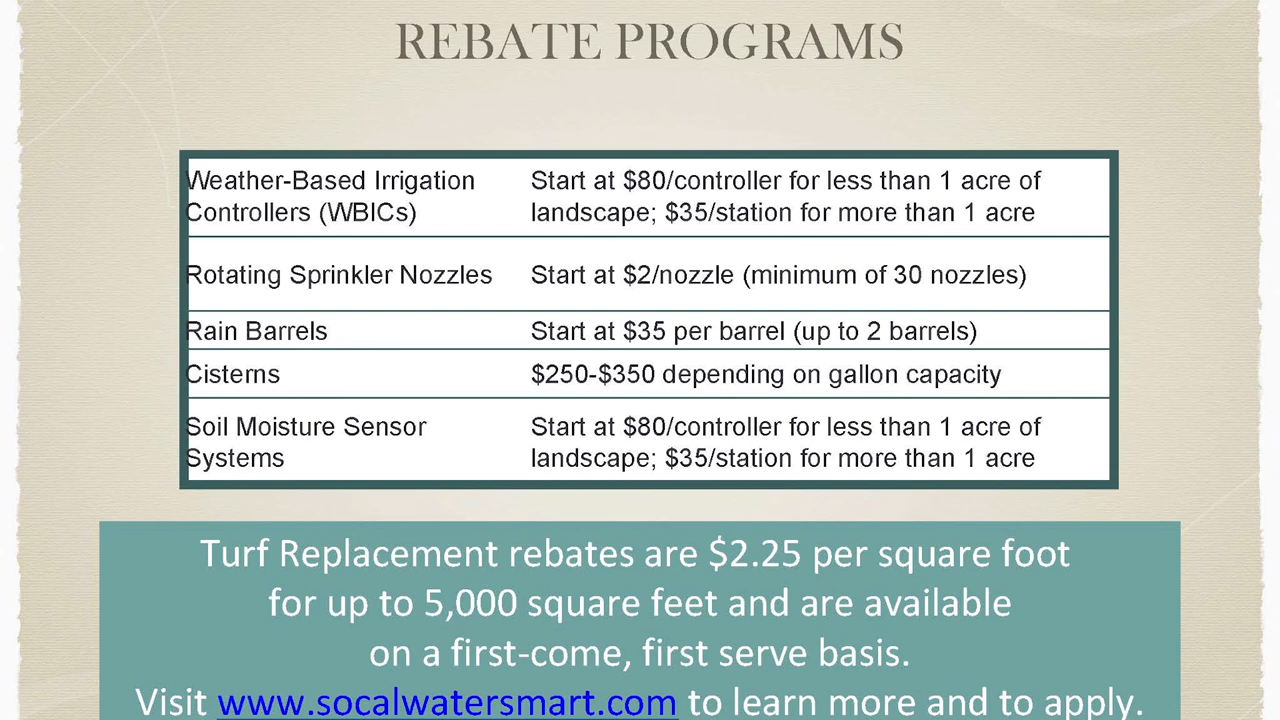 REBATE PROGRAMS
Weather-Based Irrigation Controllers (WBICs)
Start at $80/controller for less than 1 acre of landscape; $35/station for more than 1 acre
Rotating Sprinkler Nozzles
Start at $2/nozzle (minimum of 30 nozzles)
Rain Barrels
Start at $35 per barrel (up to 2 barrels)
Cisterns
$250-$350 depending on gallon capacity
Soil Moisture Sensor Systems
Start at $80/controller for less than 1 acre of landscape; $35/station for more than 1 acre
Turf Replacement rebates are $2.25 per square foot
for up to 5,000 square feet and are available
on a first-come, first serve basis.
Visit www.socalwatersmart.com to learn more and to apply.